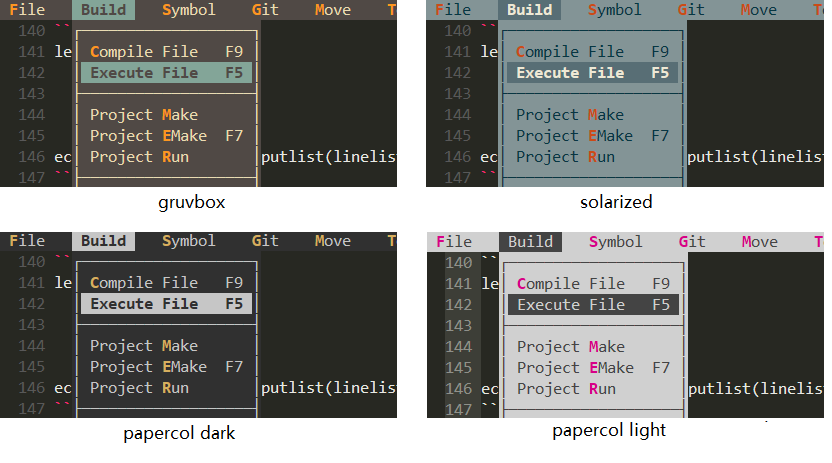 File Build Symbol Git Move T
140 ``
141 le Compile File F9
142 Execute File F5
143
144 Project Make
145 Project EMake F7
146 ec Project Run putlist(linelis
147 ``
gruvbox
File Build Symbol Git Move T
140 ``
141 le Compile File F9
142 Execute File F5
143
144 Project Make
145 Project EMake F7
146 ec Project Run putlist(linelist
147 ``
solarized
File Build Symbol Git Move T
140 ``
141 le Compile File F9
142 Execute File F5
143
144 Project Make
145 Project EMake F7
146 ec Project Run putlist(linelis
147 ``
papercol dark
File Build Symbol Git Move T
140 ``
141 le Compile File F9
142 Execute File F5
143
144 Project Make
145 Project EMake F7
146 ec Project Run putlist(linelis
147 ``
papercol light